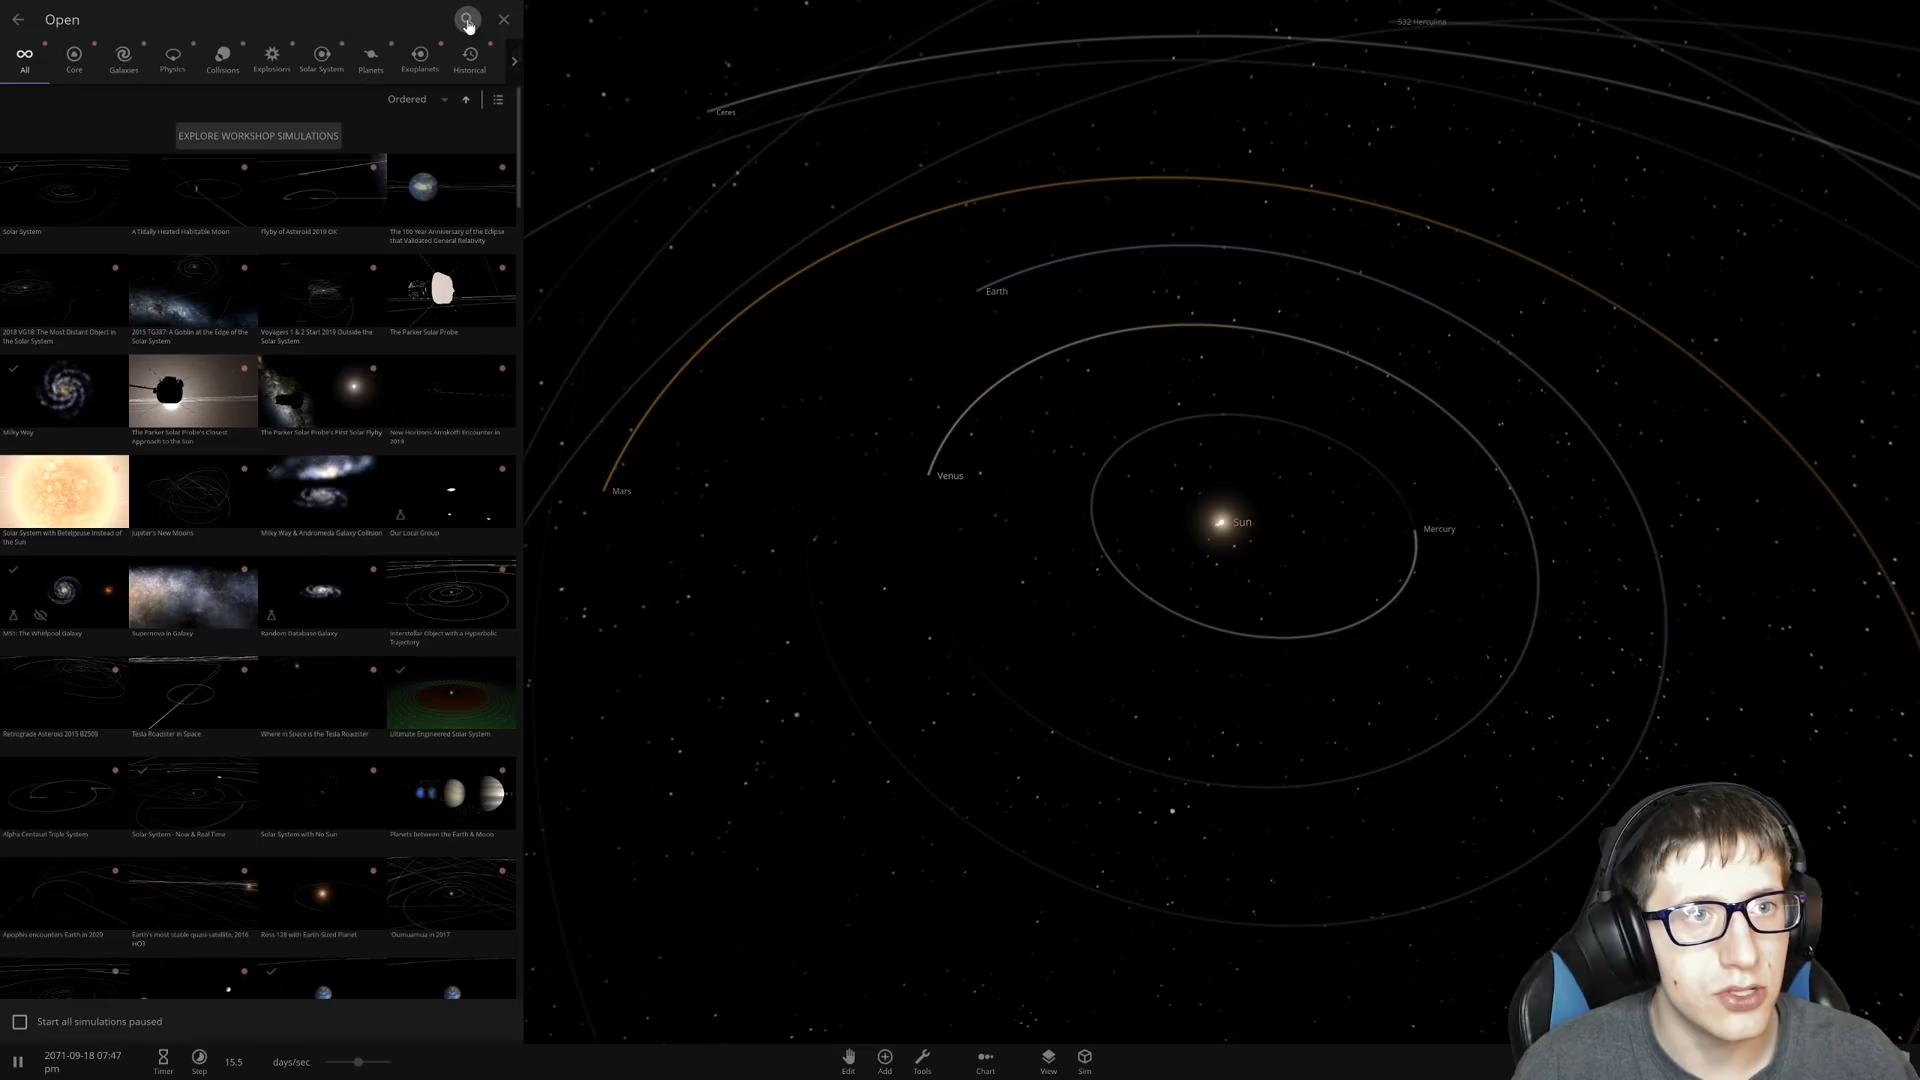 Open
All
Core
Galaxies
Physics
Collisions
Explosions
Solar System
Planets
Exoplanets
Historical
Ordered
EXPLORE WORKSHOP SIMULATIONS
Solar System
A Tidally Heated Habitable Moon
Flyby of Asteroid 2019 OK
The 100 Year Anniversary of the Eclipse
that Validated General Relativity
2018 VG18: The Most Distant Object in
the Solar System
2015 TG387: A Goblin at the Edge of the
Solar System
Voyagers 1 & 2 Start 2019 Outside the
Solar System
The Parker Solar Probe
Milky Way
The Parker Solar Probe's Closest
Approach to the Sun
The Parker Solar Probe's First Solar Flyby
New Horizons Arrokoth Encounter in
2019
Solar System with Betelgeuse Instead of
the Sun
Jupiter's New Moons
Milky Way & Andromeda Galaxy Collision
Our Local Group
M51: The Whirlpool Galaxy
Supernova in Galaxy
Random Database Galaxy
Interstellar Object with a Hyperbolic
Trajectory
Retrograde Asteroid 2015 BZ509
Tesla Roadster in Space
Where in Space is the Tesla Roadster
Ultimate Engineered Solar System
Alpha Centauri Triple System
Solar System - Now & Real Time
Solar System with No Sun
Planets between the Earth & Moon
Apophis encounters Earth in 2029
Earth's most stable quasi-satellite, 2016
HO3
Ross 128 with Earth-Sized Planet
'Oumuamua in 2017
Start all simulations paused
2071-09-18 07:47
pm
Timer
Step
15.5
days/sec
Edit
Add
Tools
Chart
View
Sim
532 Herculina
Ceres
Earth
Venus
Mars
Sun
Mercury